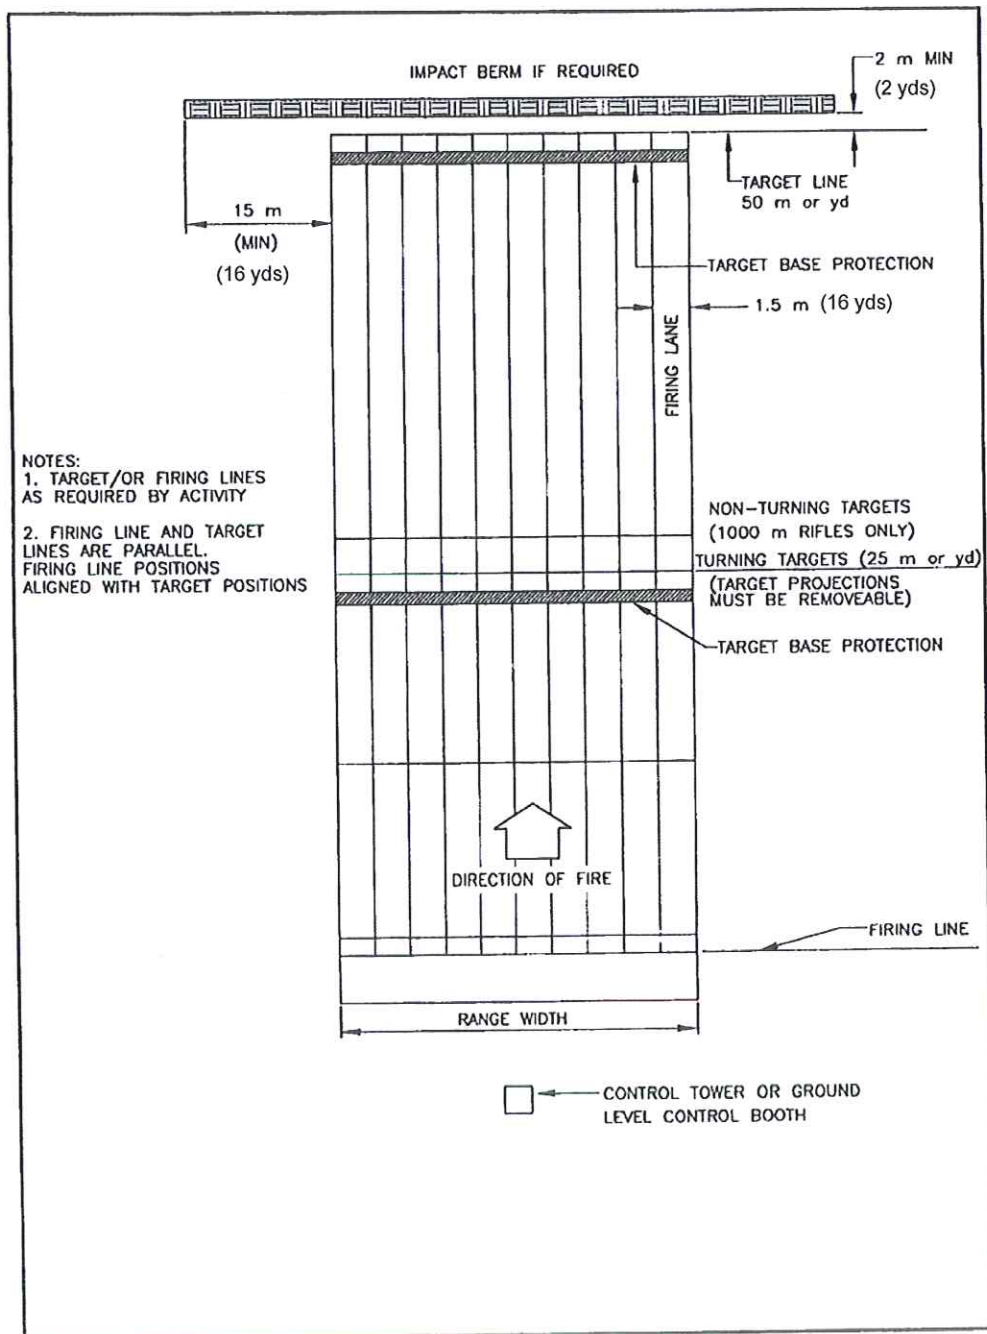 IMPACT BERM IF REQUIRED
2 m MIN
(2 yds)
TARGET LINE
50 m or yd
15 m
(MIN)
(16 yds)
TARGET BASE PROTECTION
1.5 m (16 yds)
FIRING LANE
NOTES:
1. TARGET/OR FIRING LINES
AS REQUIRED BY ACTIVITY
2. FIRING LINE AND TARGET
LINES ARE PARALLEL.
FIRING LINE POSITIONS
ALIGNED WITH TARGET POSITIONS
NON-TURNING TARGETS
(1000 m RIFLES ONLY)
TURNING TARGETS (25 m or yd)
(TARGET PROJECTIONS
MUST BE REMOVEABLE)
TARGET BASE PROTECTION
DIRECTION OF FIRE
FIRING LINE
RANGE WIDTH
CONTROL TOWER OR GROUND
LEVEL CONTROL BOOTH